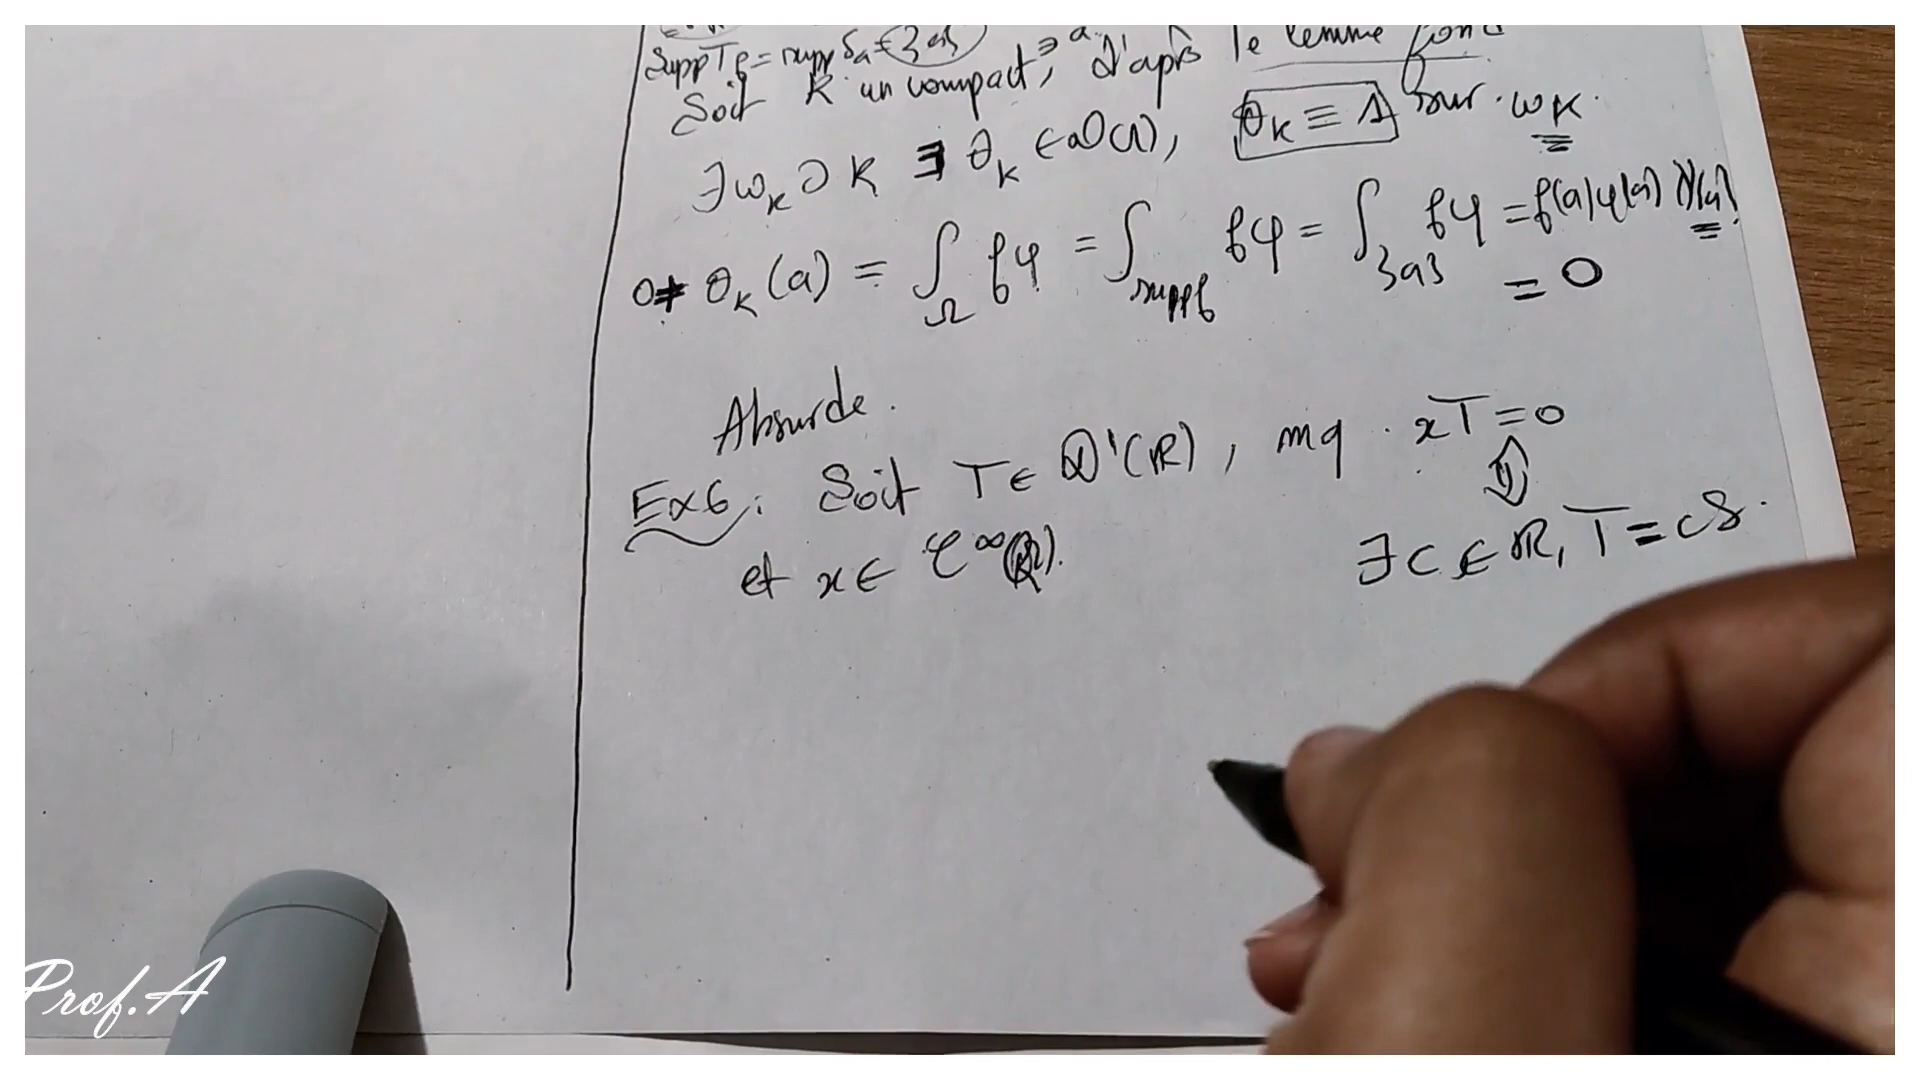 Supp T_f = supp δ_a = {a}
Soit K un compact, ∋ a. D'après le lemme fond
∃ ω_K ⊃ K ∃ θ_K ∈ D(Ω), θ_K ≡ 1 sur ω_K.
0 ≠ θ_K(a) = ∫_Ω fφ = ∫_suppf fφ = ∫_{a} fφ = f(a)φ(a) λ{a}
= 0
Absurde.
Ex6: Soit T ∈ D'(R), mq xT = 0
⇕
et x ∈ C^∞(R). ∃ c ∈ R, T = cδ.
Prof.A